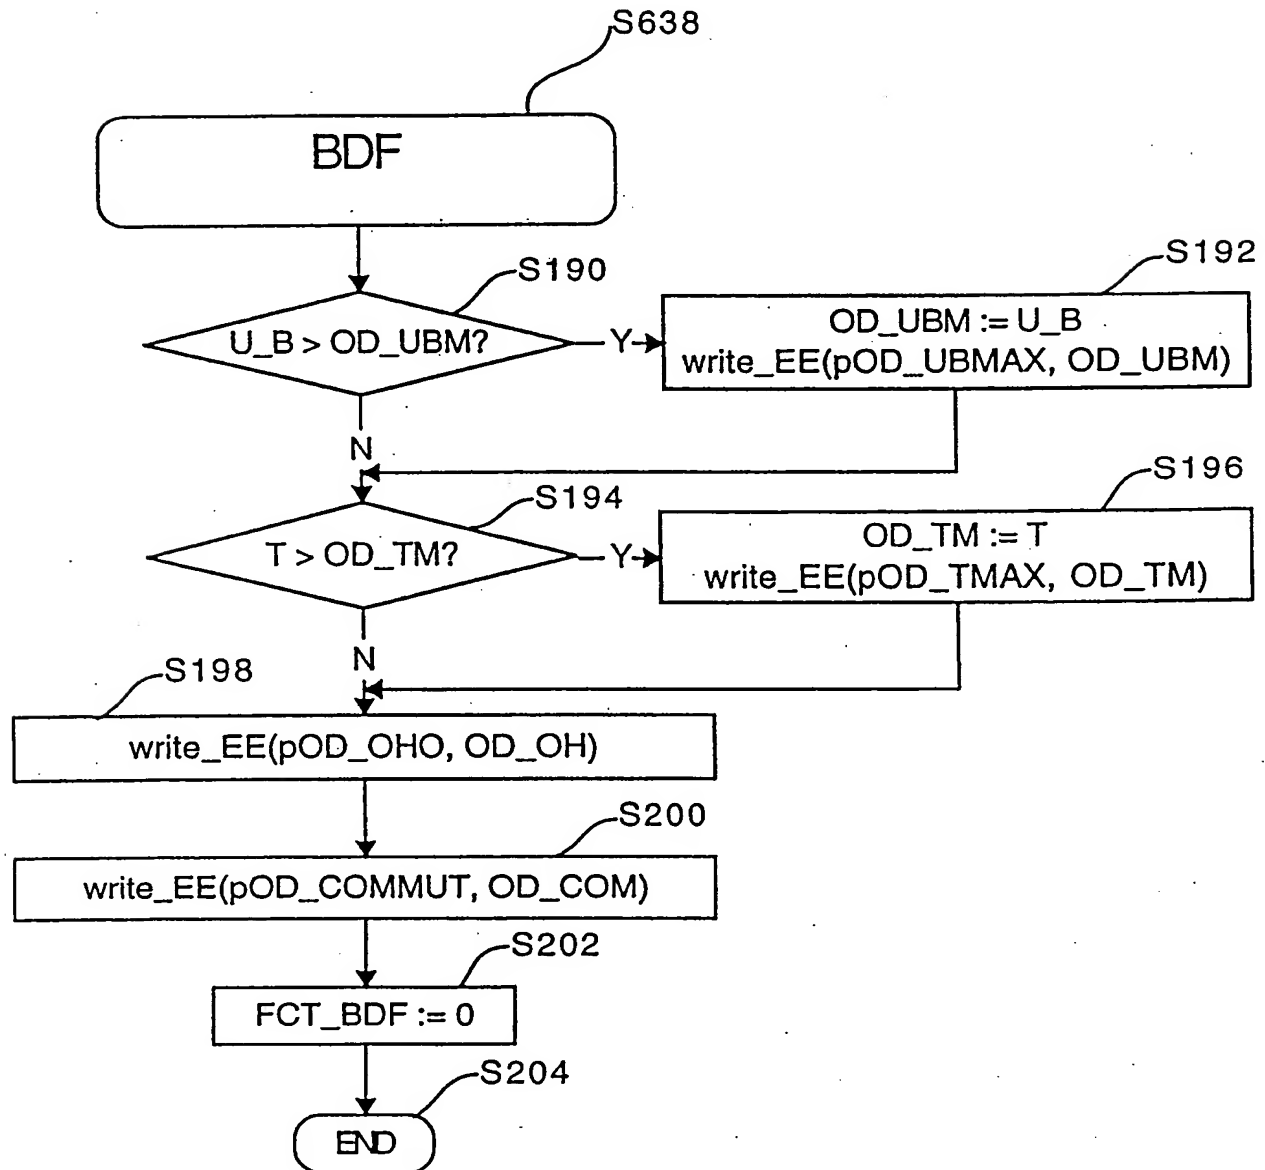 S638
BDF
S190
U_B > OD_UBM?
Y
S192
OD_UBM := U_B
write_EE(pOD_UBMAX, OD_UBM)
N
S194
T > OD_TM?
Y
S196
OD_TM := T
write_EE(pOD_TMAX, OD_TM)
N
S198
write_EE(pOD_OHO, OD_OH)
S200
write_EE(pOD_COMMUT, OD_COM)
S202
FCT_BDF := 0
S204
END